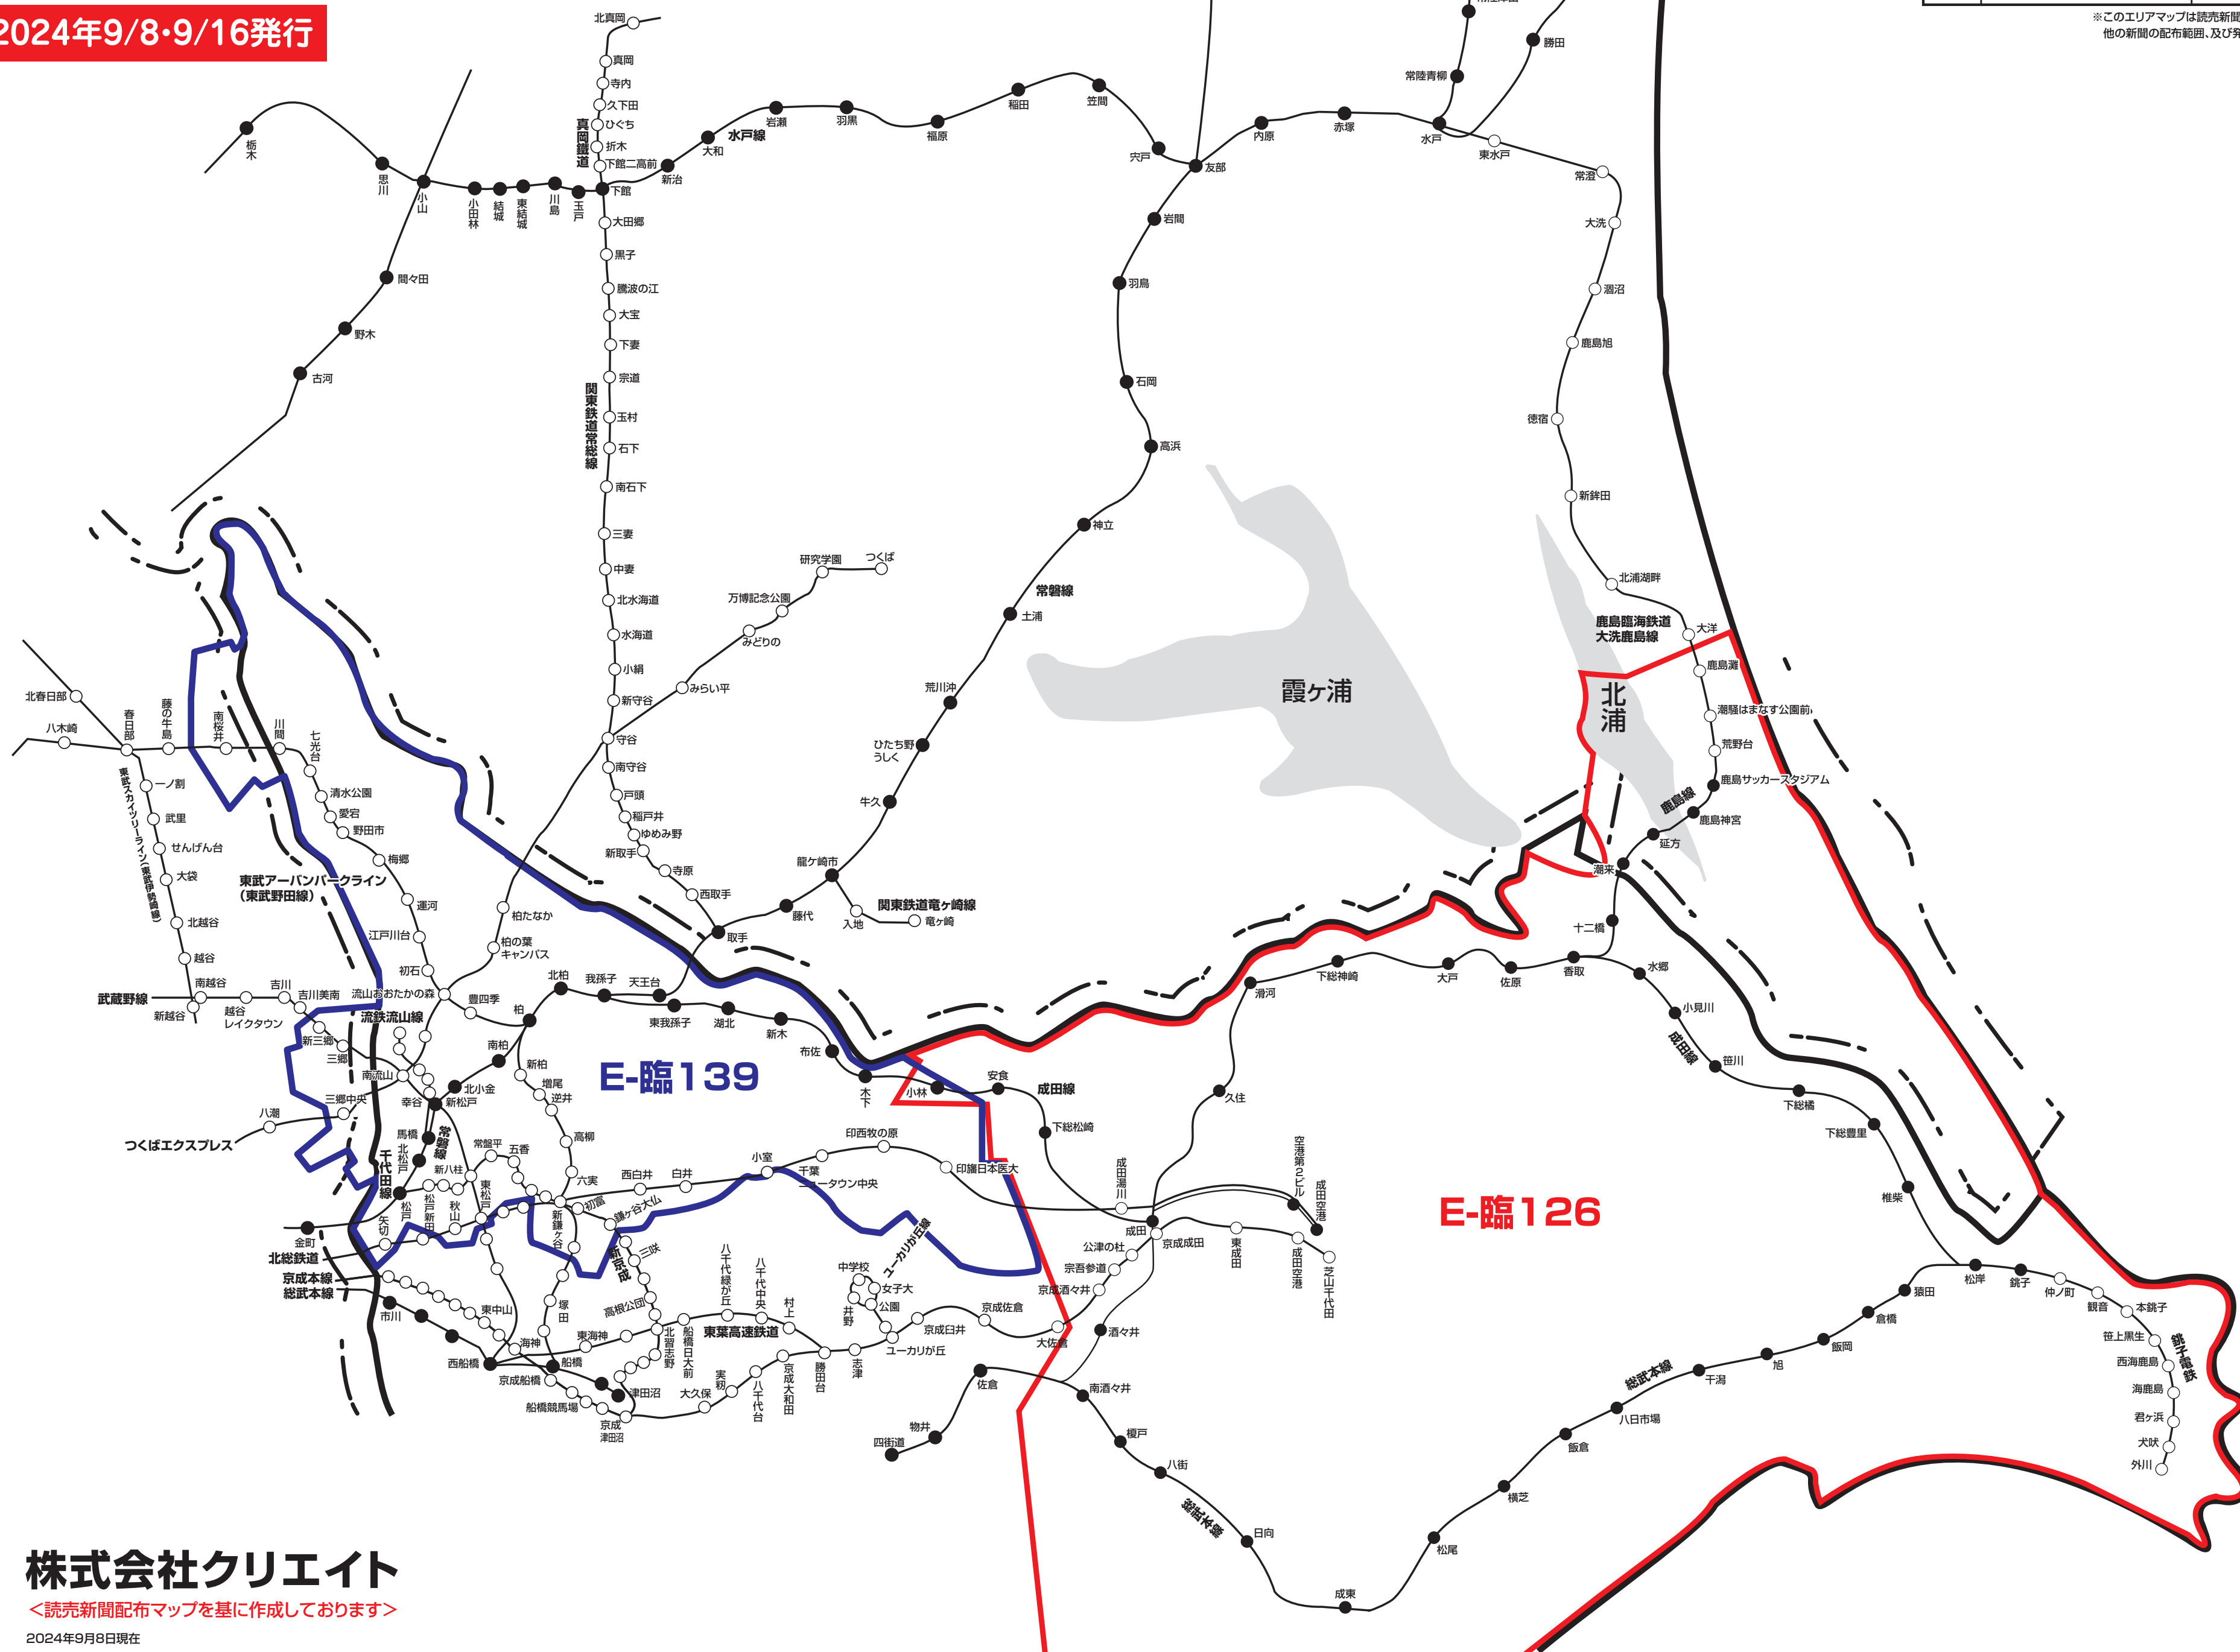 2024年9/8・9/16発行
※このエリアマップは読売新聞
他の新聞の配布範囲、及び発
北真岡
真岡
寺内
久下田
ひぐち
折木
下館二高前
真岡鐵道
下館
栃木
思川
小山
小田林
結城
東結城
川島
玉戸
新治
大和
水戸線
岩瀬
羽黒
福原
稲田
笠間
宍戸
友部
内原
赤塚
水戸
常陸青柳
勝田
東水戸
常澄
大洗
涸沼
鹿島旭
徳宿
新鉾田
北浦湖畔
鹿島臨海鉄道
大洗鹿島線
大洋
鹿島灘
潮騒はまなす公園前
荒野台
鹿島サッカースタジアム
鹿島線
鹿島神宮
延方
潮来
十二橋
北浦
霞ヶ浦
間々田
野木
古河
大田郷
黒子
騰波の江
大宝
下妻
宗道
玉村
石下
南石下
三妻
中妻
北水海道
水海道
小絹
新守谷
守谷
南守谷
戸頭
稲戸井
ゆめみ野
新取手
寺原
西取手
取手
関東鉄道常総線
岩間
羽鳥
石岡
高浜
神立
常磐線
土浦
荒川沖
ひたち野
うしく
牛久
龍ケ崎市
藤代
入地
竜ヶ崎
関東鉄道竜ヶ崎線
つくば
研究学園
万博記念公園
みどりの
みらい平
北春日部
八木崎
春日部
藤の牛島
南桜井
川間
七光台
清水公園
愛宕
野田市
梅郷
運河
江戸川台
初石
流山おおたかの森
豊四季
柏
東武アーバンパークライン
(東武野田線)
東武スカイツリーライン(東武伊勢崎線)
一ノ割
武里
せんげん台
大袋
北越谷
越谷
南越谷
新越谷
武蔵野線
越谷
レイクタウン
吉川
吉川美南
新三郷
三郷
南流山
流鉄流山線
柏たなか
柏の葉
キャンパス
北柏
我孫子
天王台
東我孫子
湖北
新木
布佐
木下
小林
安食
成田線
下総松崎
南柏
北小金
新松戸
幸谷
馬橋
北松戸
常磐線
松戸
千代田線
金町
三郷中央
八潮
つくばエクスプレス
新柏
増尾
逆井
高柳
六実
E-臨139
常盤平
五香
新八柱
東松戸
松戸新田
秋山
矢切
北総鉄道
京成本線
総武本線
新鎌ヶ谷
初富
鎌ヶ谷大仏
新京成
三咲
西白井
白井
小室
千葉
ニュータウン中央
印西牧の原
印旛日本医大
市川
東中山
西船橋
海神
東海神
船橋
京成船橋
船橋競馬場
津田沼
京成
津田沼
塚田
高根公団
北習志野
船橋日大前
東葉高速鉄道
八千代緑が丘
八千代中央
村上
大久保
実籾
八千代台
京成大和田
勝田台
志津
ユーカリが丘
ユーカリが丘線
中学校
女子大
公園
井野
京成臼井
京成佐倉
大佐倉
京成酒々井
宗吾参道
公津の杜
成田
京成成田
成田湯川
東成田
成田空港
芝山千代田
空港第2ビル
成田空港
酒々井
南酒々井
佐倉
物井
四街道
榎戸
八街
総武本線
日向
成東
松尾
横芝
飯倉
八日市場
総武本線
干潟
旭
飯岡
倉橋
猿田
松岸
銚子
仲ノ町
観音
本銚子
笠上黒生
西海鹿島
海鹿島
君ヶ浜
犬吠
外川
銚子電鉄
E-臨126
久住
滑河
下総神崎
大戸
佐原
香取
水郷
小見川
成田線
笹川
下総橘
下総豊里
椎柴
株式会社クリエイト
＜読売新聞配布マップを基に作成しております＞
2024年9月8日現在